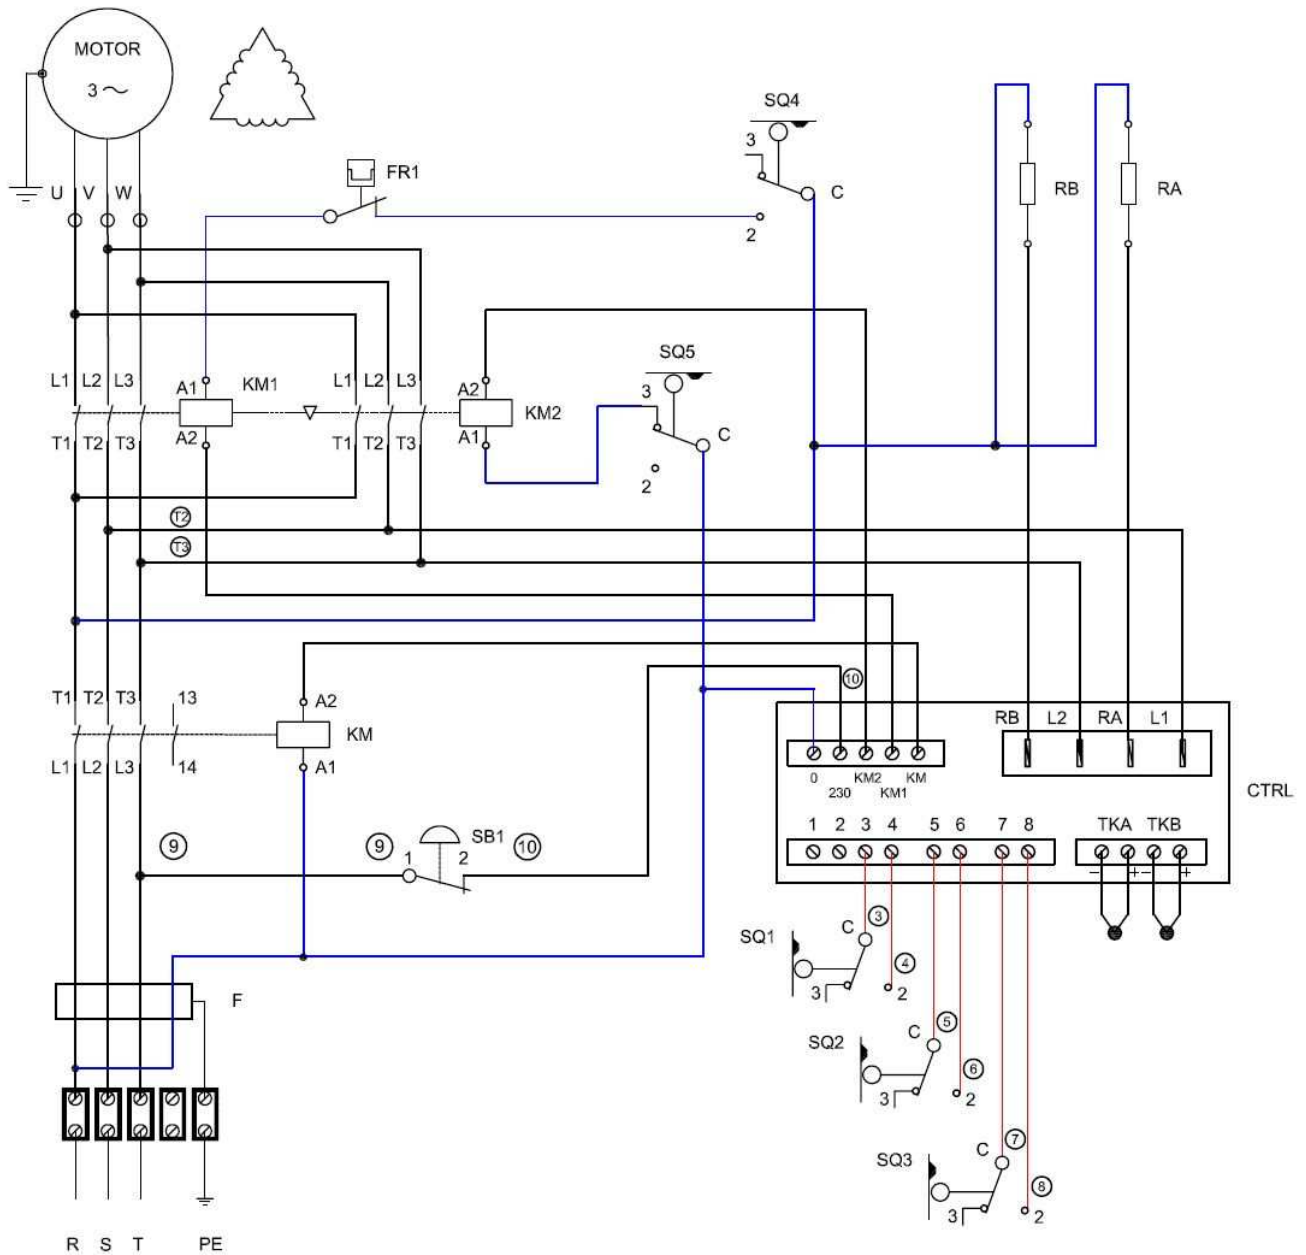 MOTOR
3
SQ4
3
FR1
C
RB
RA
U V W
2
SQ5
L1 L2 L3
A1
KM1
L1 L2 L3
A2
3
KM2
C
T1 T2 T3
A2
T1 T2 T3
A1
2
T2
T3
T1 T2 T3 13
A2
10
KM
RB L2 RA L1
L1 L2 L3 14
A1
0 230 KM2 KM1 KM
CTRL
9
9
SB1
1 2
10
1 2 3 4 5 6 7 8
TKA TKB
- + - +
SQ1
C
3
4
3
2
F
SQ2
C
5
6
3
2
SQ3
C
7
8
3
2
R S T PE